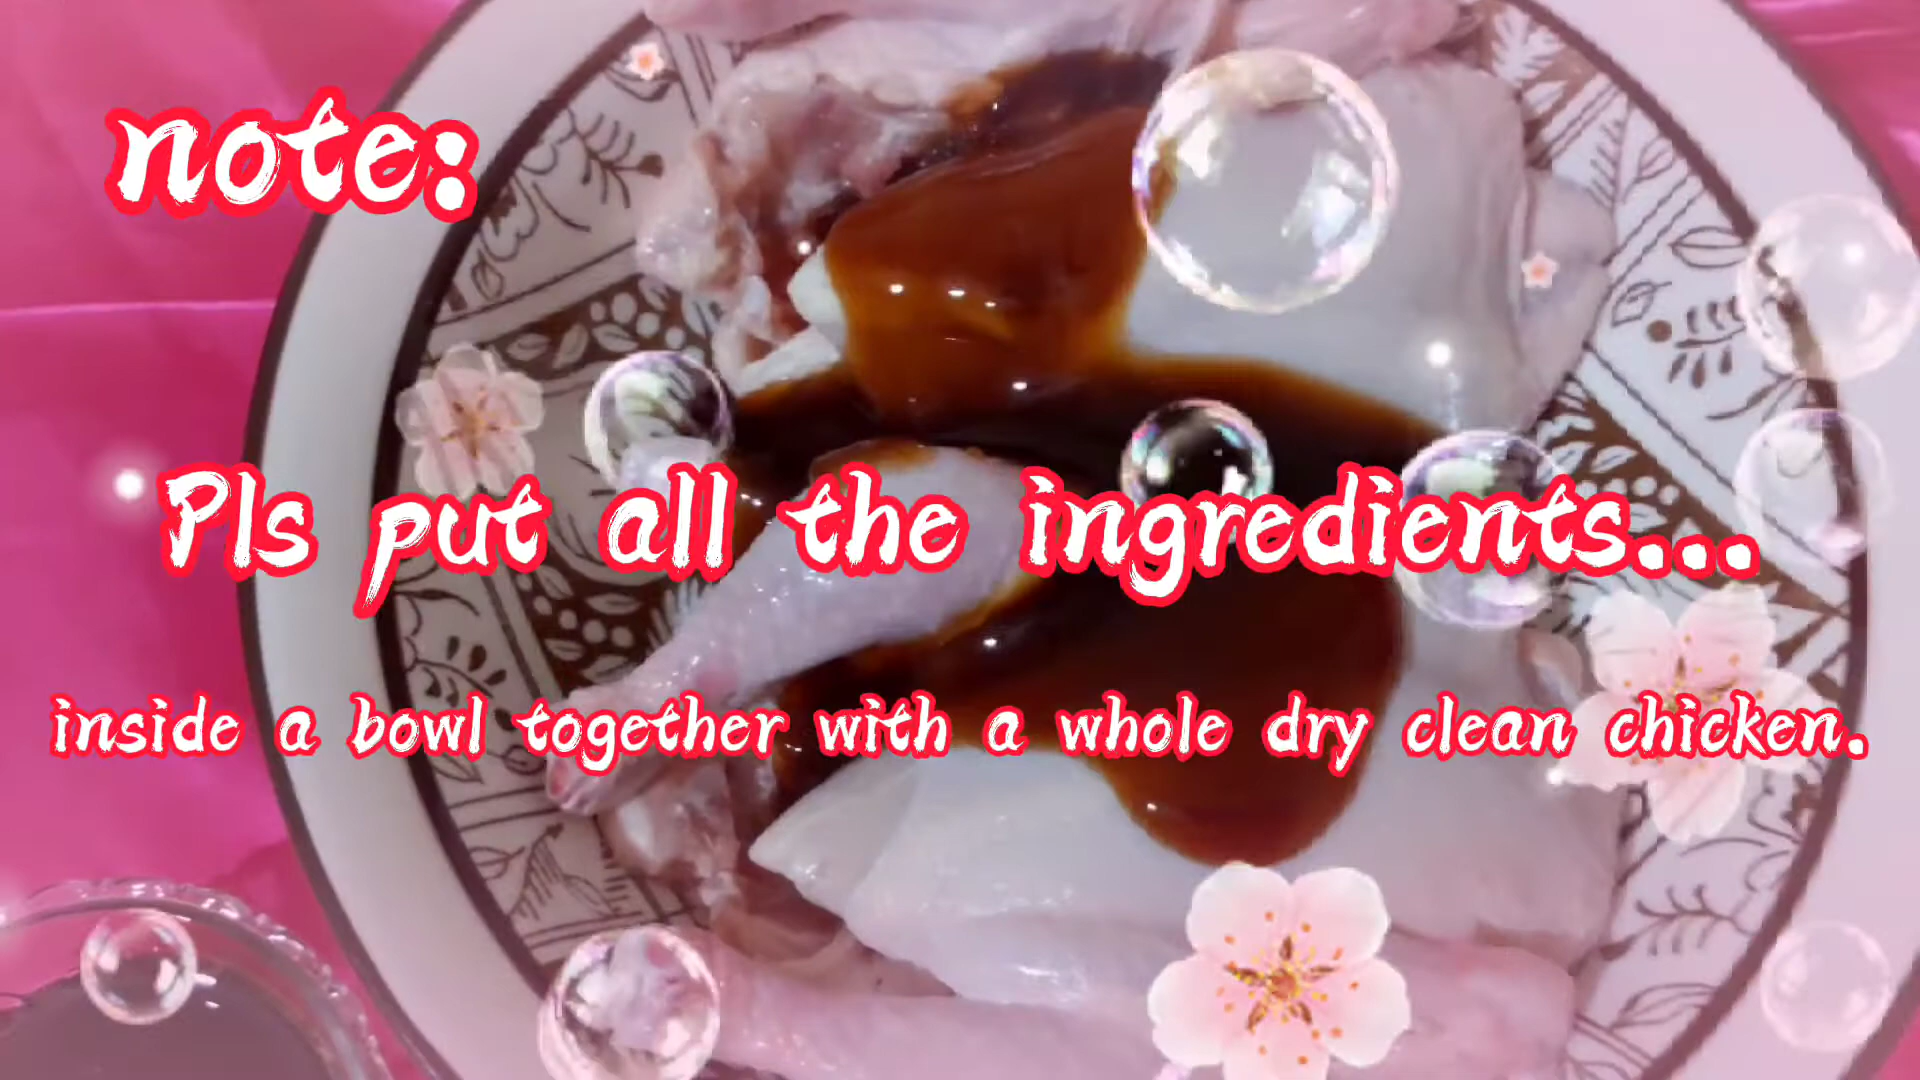 note:
Pls put all the ingredients...
inside a bowl together with a whole dry clean chicken.